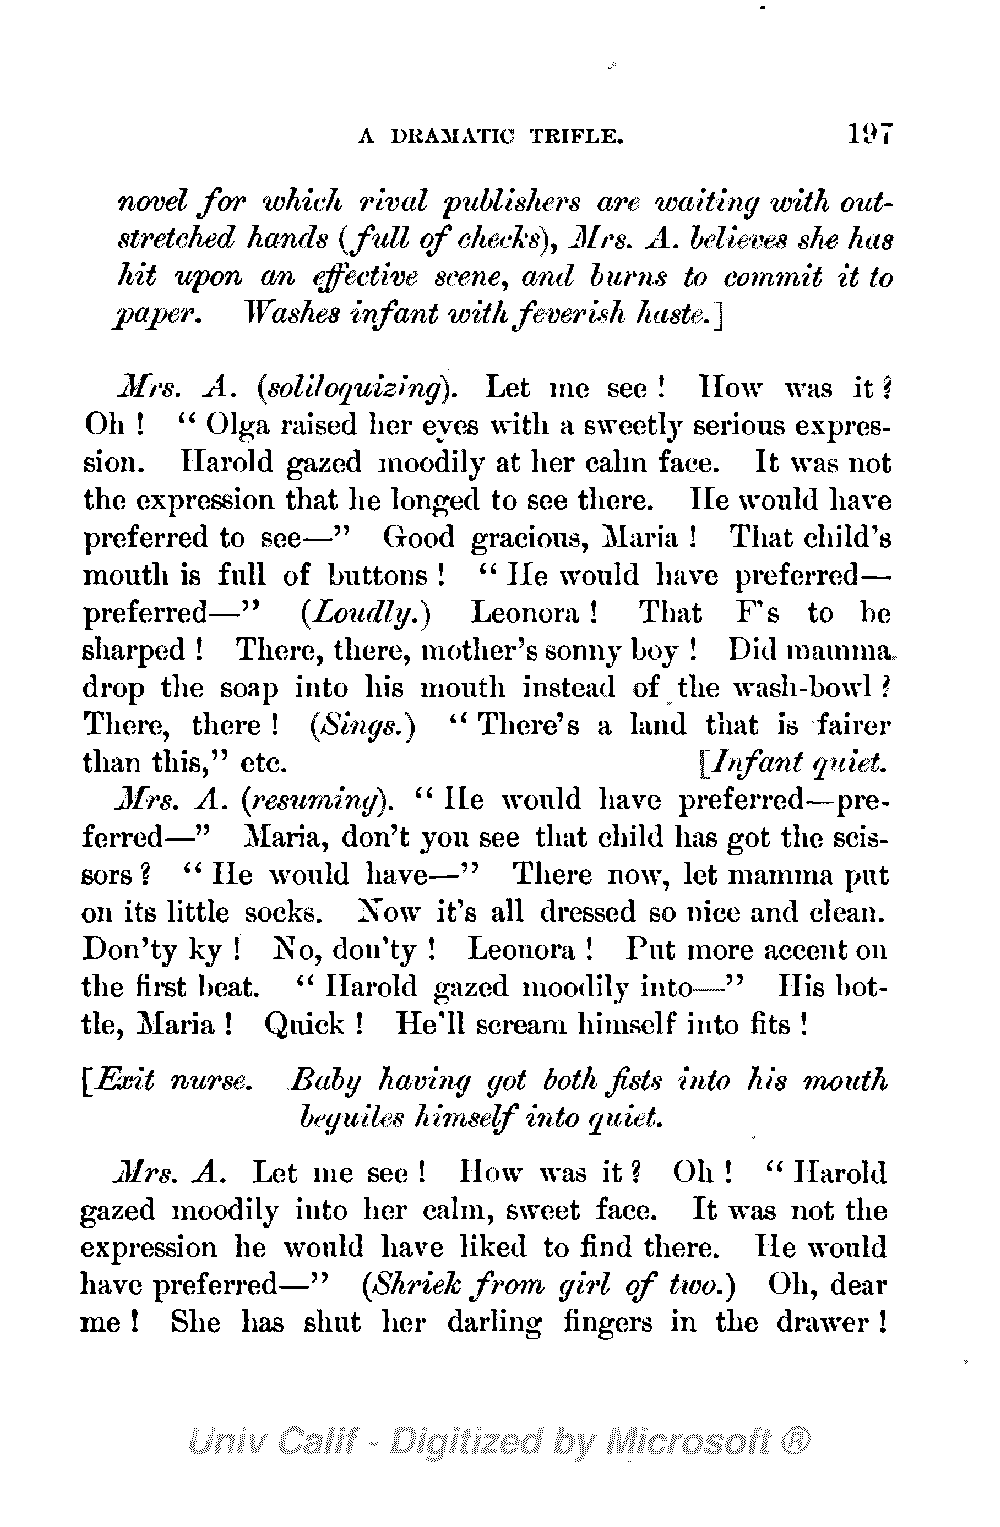 A DRAMATIC TRIFLE. 197
novel for which rival publishers are waiting with out-
stretched hands (full of checks), Mrs. A. believes she has
hit upon an effective scene, and burns to commit it to
paper. Washes infant with feverish haste.]
Mrs. A. (soliloquizing). Let me see! How was it?
Oh! “Olga raised her eyes with a sweetly serious expres-
sion. Harold gazed moodily at her calm face. It was not
the expression that he longed to see there. He would have
preferred to see—” Good gracious, Maria! That child’s
mouth is full of buttons! “He would have preferred—
preferred—” (Loudly.) Leonora! That F’s to be
sharped! There, there, mother’s sonny boy! Did mamma
drop the soap into his mouth instead of the wash-bowl?
There, there! (Sings.) “There’s a land that is fairer
than this,” etc. [Infant quiet.
Mrs. A. (resuming). “He would have preferred—pre-
ferred—” Maria, don’t you see that child has got the scis-
sors? “He would have—” There now, let mamma put
on its little socks. Now it’s all dressed so nice and clean.
Don’ty ky! No, don’ty! Leonora! Put more accent on
the first beat. “Harold gazed moodily into—” His bot-
tle, Maria! Quick! He’ll scream himself into fits!
[Exit nurse. Baby having got both fists into his mouth
beguiles himself into quiet.
Mrs. A. Let me see! How was it? Oh! “Harold
gazed moodily into her calm, sweet face. It was not the
expression he would have liked to find there. He would
have preferred—” (Shriek from girl of two.) Oh, dear
me! She has shut her darling fingers in the drawer!
Univ Calif - Digitized by Microsoft ®